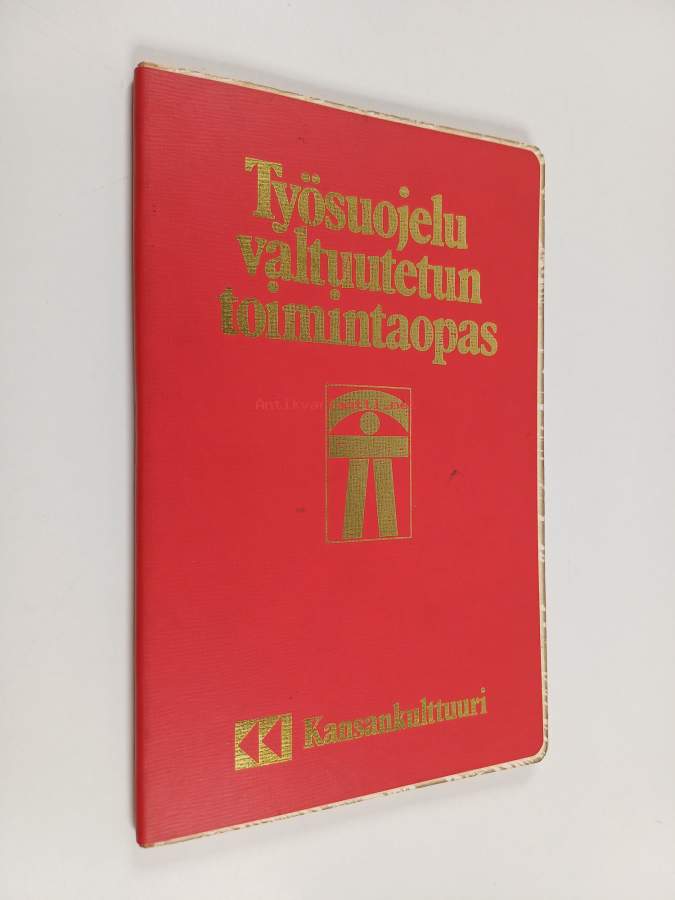 Työsuojelu
valtuutetun
toimintaopas
Kansankulttuuri